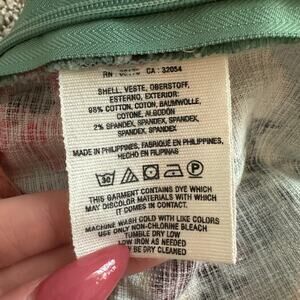 CA : 32054
SHELL, VESTE, OBERSTOFF,
ESTERNO, EXTERIOR:
98% COTTON, COTON, BAUMWOLLE,
COTONE, ALGODÓN
2% SPANDEX, SPANDEX, SPANDEX,
SPANDEX, SPANDEX
MADE IN PHILIPPINES, FABRIQUE EN PHILIPPINES,
HECHO EN FILIPINAS
30
P
THIS GARMENT CONTAINS DYE WHICH
MAY DISCOLOR MATERIALS WITH WHICH
IT COMES IN CONTACT.
MACHINE WASH COLD WITH LIKE COLORS
USE ONLY NON-CHLORINE BLEACH
TUMBLE DRY LOW
LOW IRON AS NEEDED
BE DRY CLEANED